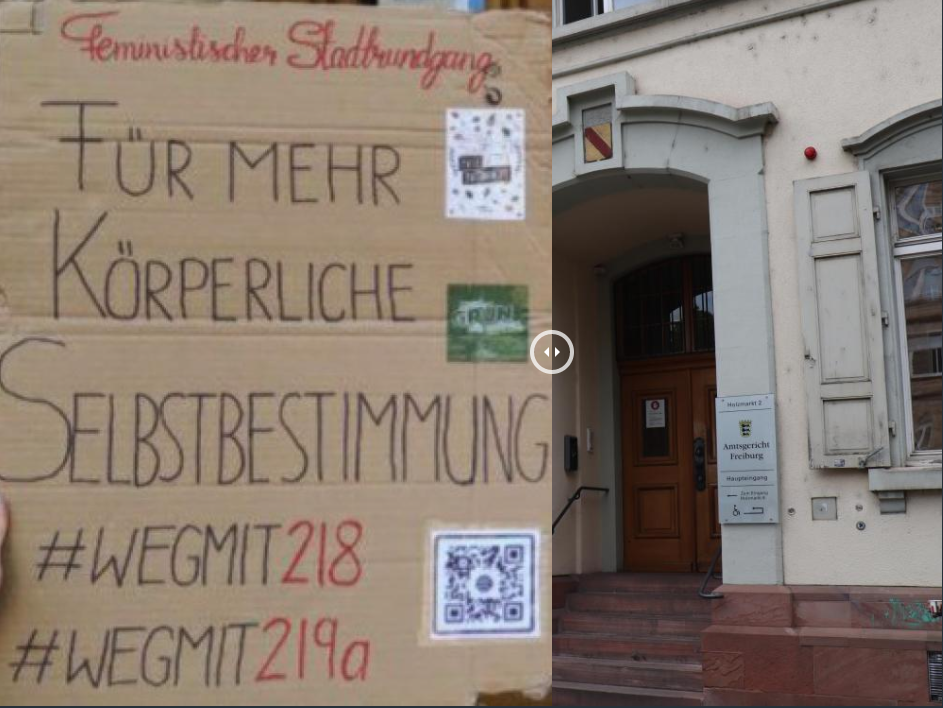 Feministischer Stadtrundgang
FÜR MEHR
KÖRPERLICHE
SELBSTBESTIMMUNG
#WEGMIT218
#WEGMIT219a
GRÜNE
Holzmarkt 2
Amtsgericht
Freiburg
Haupteingang